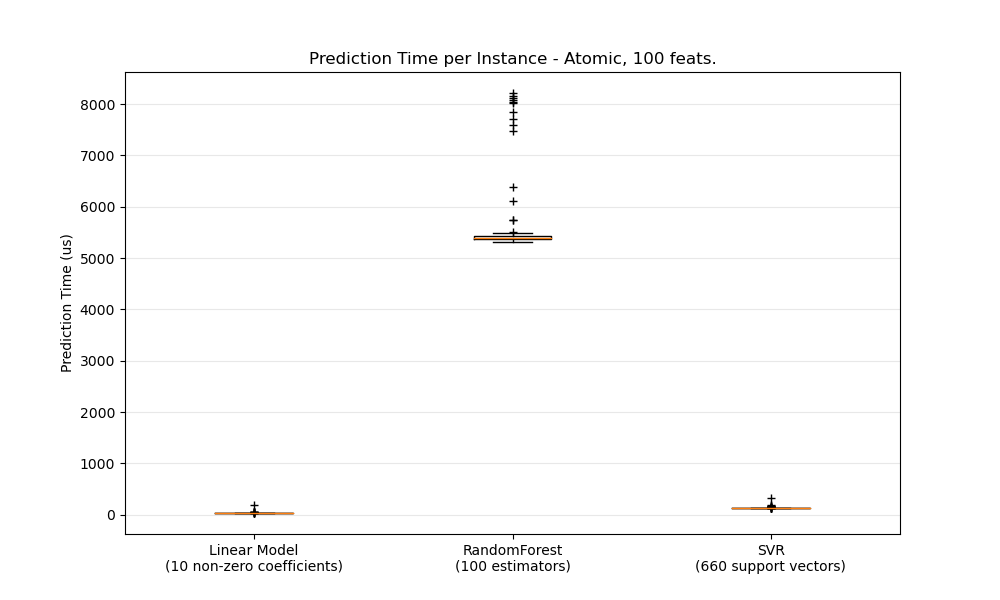 Prediction Time per Instance - Atomic, 100 feats.
Prediction Time (us)
8000
7000
6000
5000
4000
3000
2000
1000
0
Linear Model
(10 non-zero coefficients)
RandomForest
(100 estimators)
SVR
(660 support vectors)